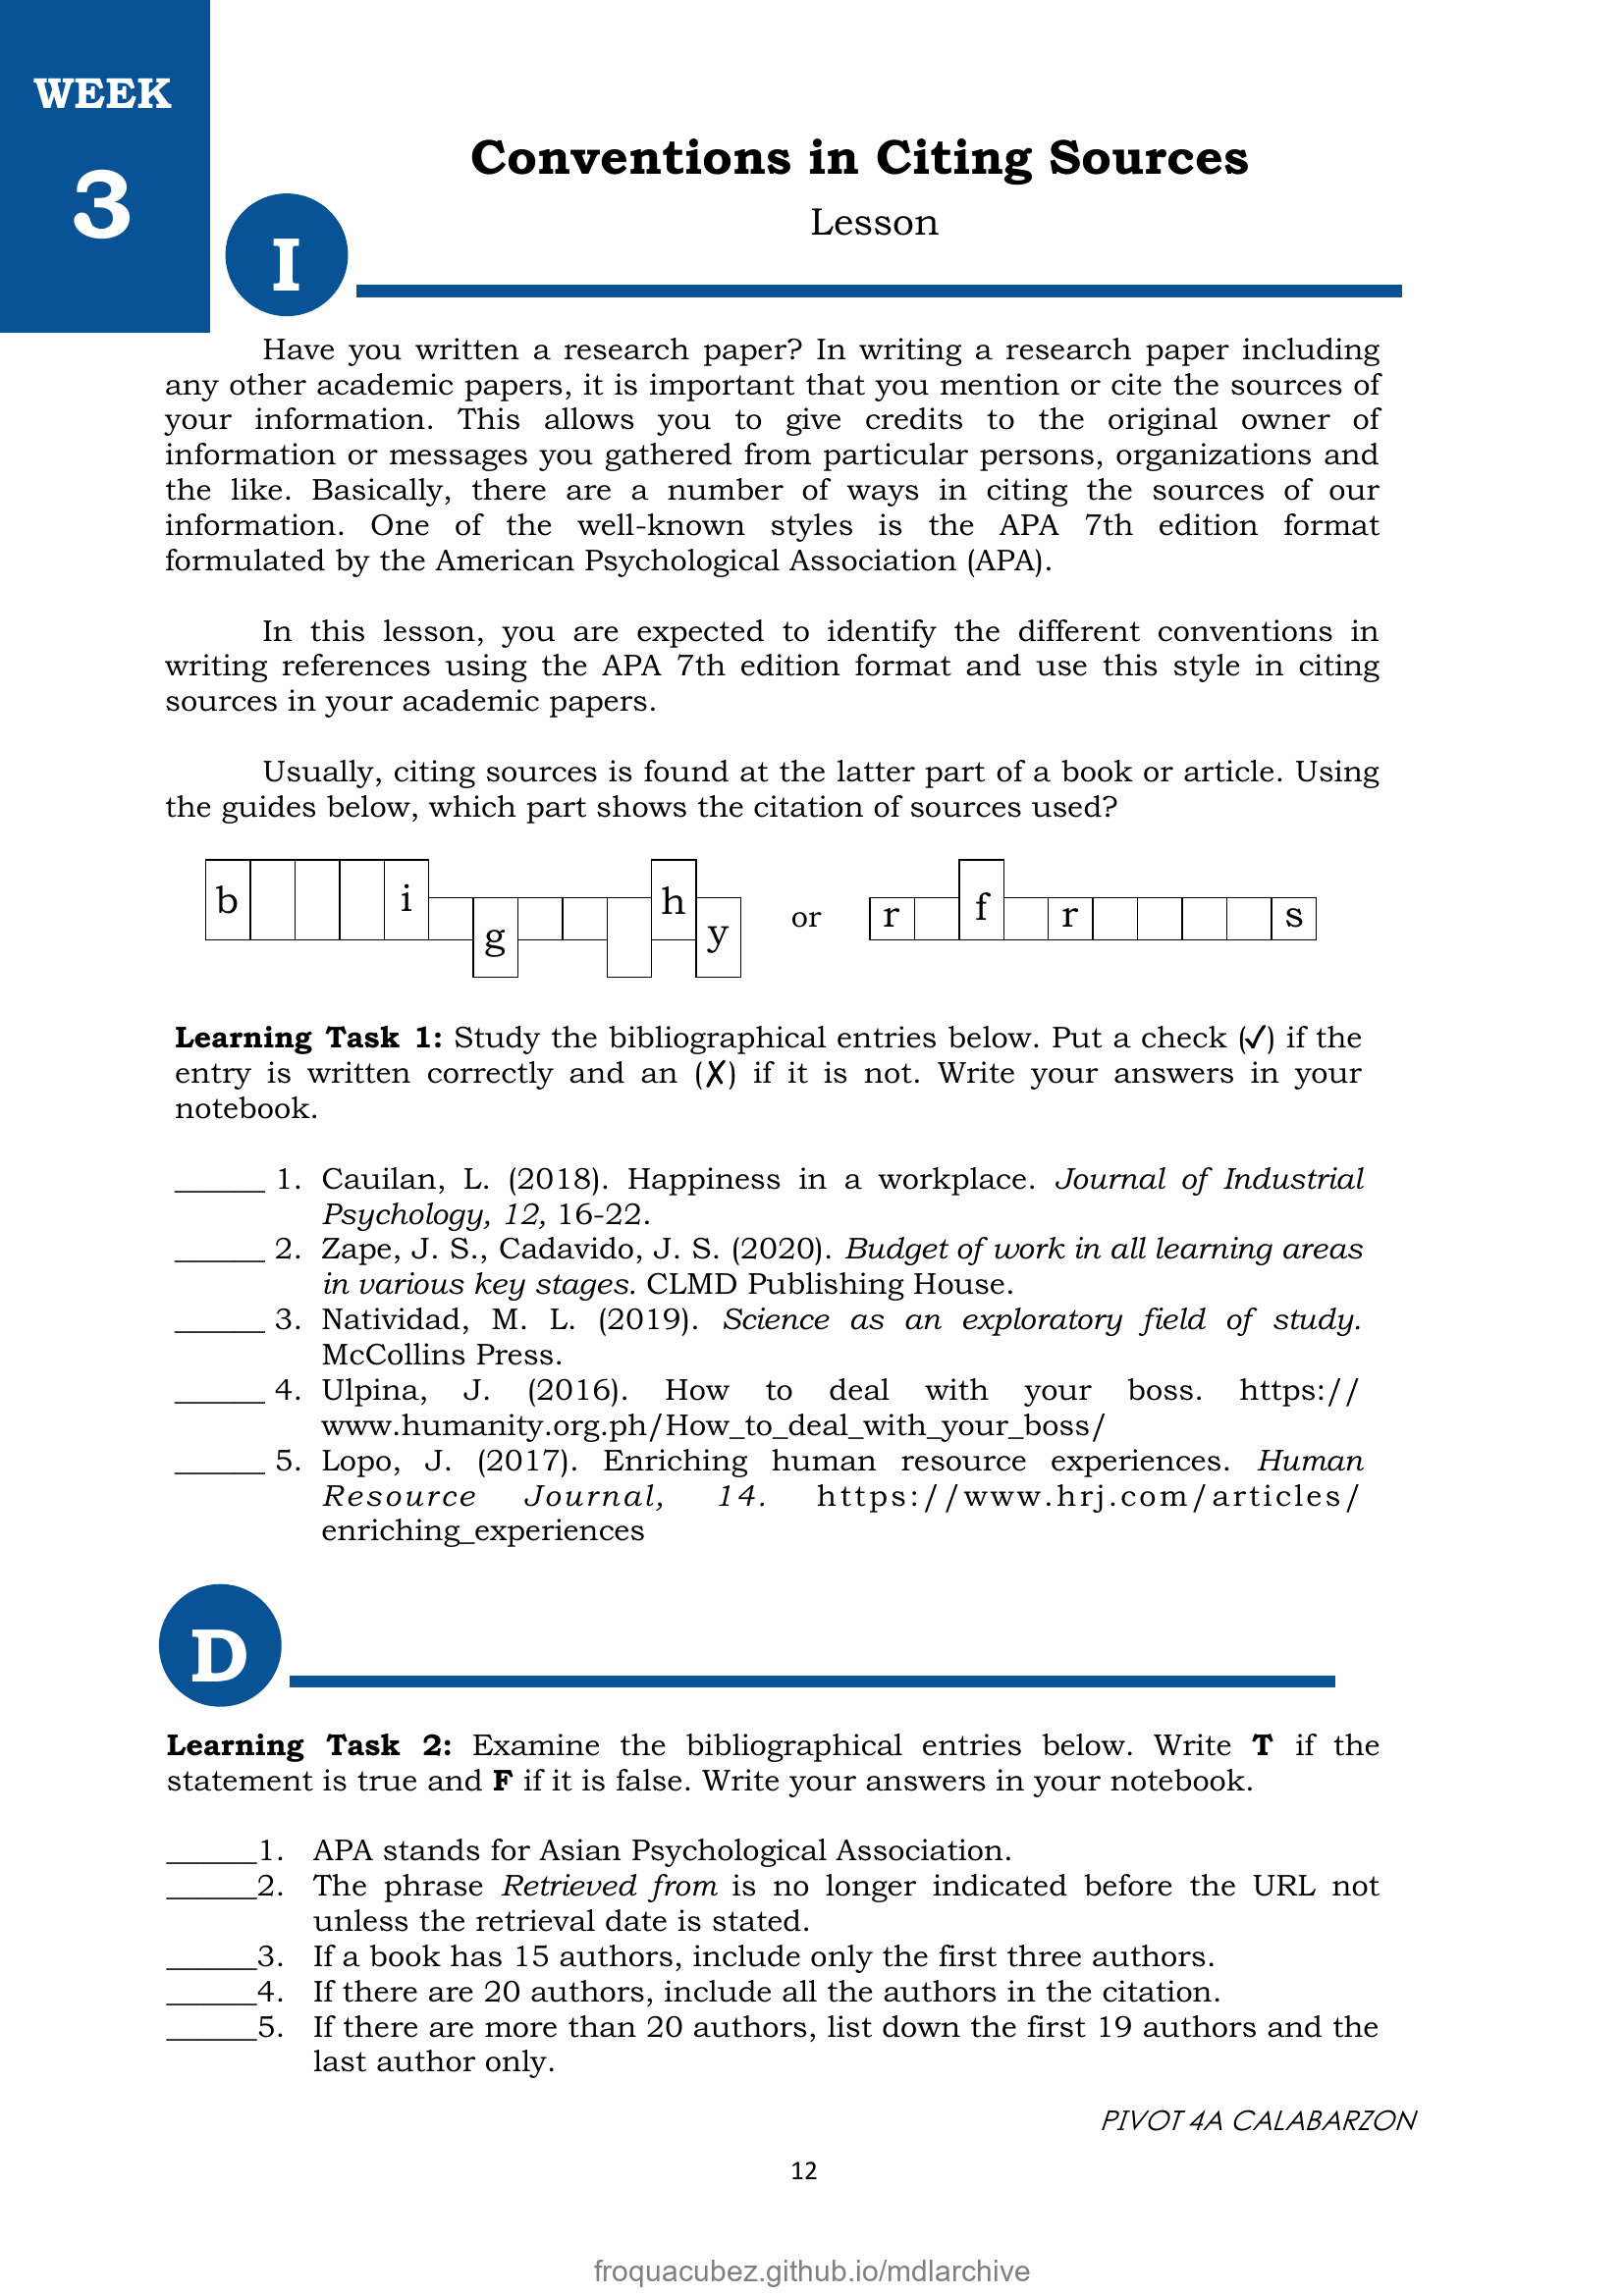 WEEK
3
Conventions in Citing Sources
Lesson
I
Have you written a research paper? In writing a research paper including
any other academic papers, it is important that you mention or cite the sources of
your information. This allows you to give credits to the original owner of
information or messages you gathered from particular persons, organizations and
the like. Basically, there are a number of ways in citing the sources of our
information. One of the well-known styles is the APA 7th edition format
formulated by the American Psychological Association (APA).
In this lesson, you are expected to identify the different conventions in
writing references using the APA 7th edition format and use this style in citing
sources in your academic papers.
Usually, citing sources is found at the latter part of a book or article. Using
the guides below, which part shows the citation of sources used?
b i g h y or r f r s
Learning Task 1: Study the bibliographical entries below. Put a check (✓) if the
entry is written correctly and an (✗) if it is not. Write your answers in your
notebook.
______ 1. Cauilan, L. (2018). Happiness in a workplace. Journal of Industrial
Psychology, 12, 16-22.
______ 2. Zape, J. S., Cadavido, J. S. (2020). Budget of work in all learning areas
in various key stages. CLMD Publishing House.
______ 3. Natividad, M. L. (2019). Science as an exploratory field of study.
McCollins Press.
______ 4. Ulpina, J. (2016). How to deal with your boss. https://
www.humanity.org.ph/How_to_deal_with_your_boss/
______ 5. Lopo, J. (2017). Enriching human resource experiences. Human
Resource Journal, 14. https://www.hrj.com/articles/
enriching_experiences
D
Learning Task 2: Examine the bibliographical entries below. Write T if the
statement is true and F if it is false. Write your answers in your notebook.
______1. APA stands for Asian Psychological Association.
______2. The phrase Retrieved from is no longer indicated before the URL not
unless the retrieval date is stated.
______3. If a book has 15 authors, include only the first three authors.
______4. If there are 20 authors, include all the authors in the citation.
______5. If there are more than 20 authors, list down the first 19 authors and the
last author only.
PIVOT 4A CALABARZON
12
froquacubez.github.io/mdlarchive